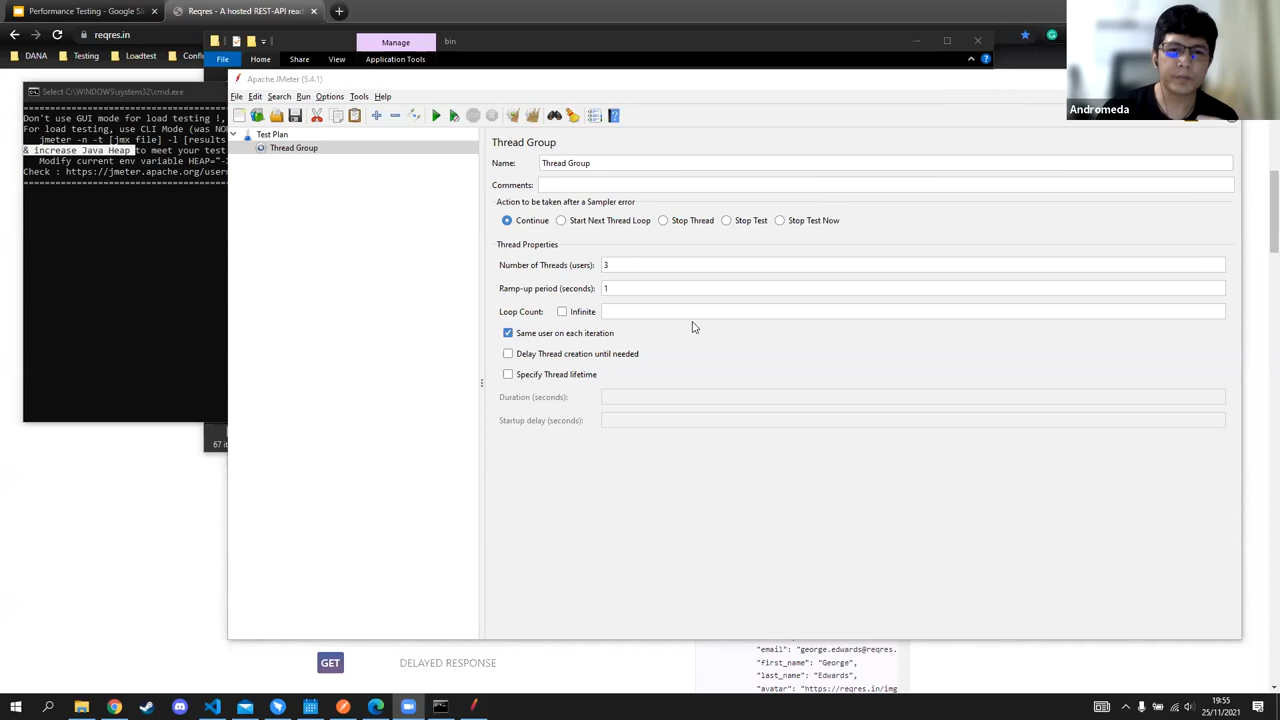 Performance Testing - Google Sli
Reqres - A hosted REST-API read
reqres.in
DANA
Testing
Loadtest
Manage
bin
File
Home
Share
View
Application Tools
Andromeda
Select C:\WINDOWS\system32\cmd.exe
Don't use GUI mode for load testing !,
For load testing, use CLI Mode (was NO
jmeter -n -t [jmx file] -l [results
& increase Java Heap to meet your test
Modify current env variable HEAP="-
Check : https://jmeter.apache.org/user
67 it
Apache JMeter (5.4.1)
File Edit Search Run Options Tools Help
Test Plan
Thread Group
Thread Group
Name: Thread Group
Comments:
Action to be taken after a Sampler error
Continue Start Next Thread Loop Stop Thread Stop Test Stop Test Now
Thread Properties
Number of Threads (users): 3
Ramp-up period (seconds): 1
Loop Count: Infinite
Same user on each iteration
Delay Thread creation until needed
Specify Thread lifetime
Duration (seconds):
Startup delay (seconds):
GET
DELAYED RESPONSE
"email": "george.edwards@reqres.
"first_name": "George",
"last_name": "Edwards",
"avatar": "https://reqres.in/img
19:55
25/11/2021